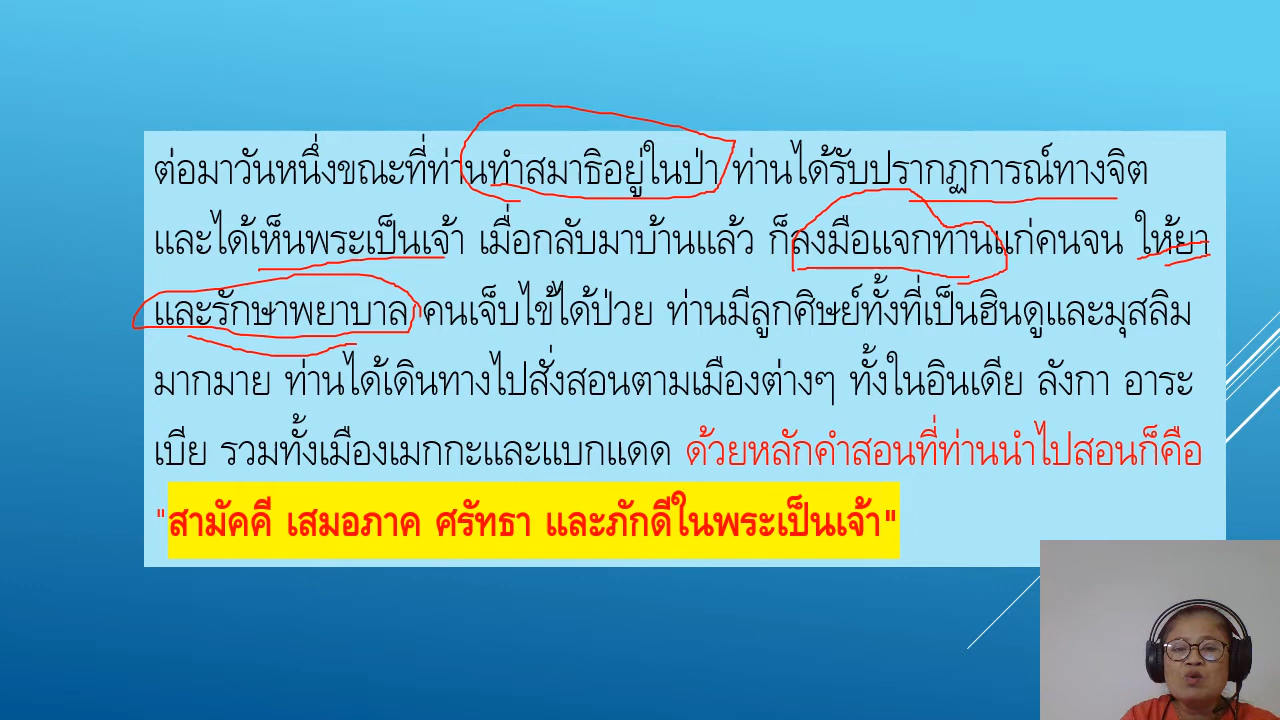 ต่อมาวันหนึ่งขณะที่ท่านทำสมาธิอยู่ในป่า ท่านได้รับปรากฏการณ์ทางจิต
และได้เห็นพระเป็นเจ้า เมื่อกลับมาบ้านแล้ว ก็ลงมือแจกทานแก่คนจน ให้ยา
และรักษาพยาบาล คนเจ็บไข้ได้ป่วย ท่านมีลูกศิษย์ทั้งที่เป็นฮินดูและมุสลิม
มากมาย ท่านได้เดินทางไปสั่งสอนตามเมืองต่างๆ ทั้งในอินเดีย ลังกา อาระ
เบีย รวมทั้งเมืองเมกกะและแบกแดด ด้วยหลักคำสอนที่ท่านนำไปสอนก็คือ
"สามัคคี เสมอภาค ศรัทธา และภักดีในพระเป็นเจ้า"